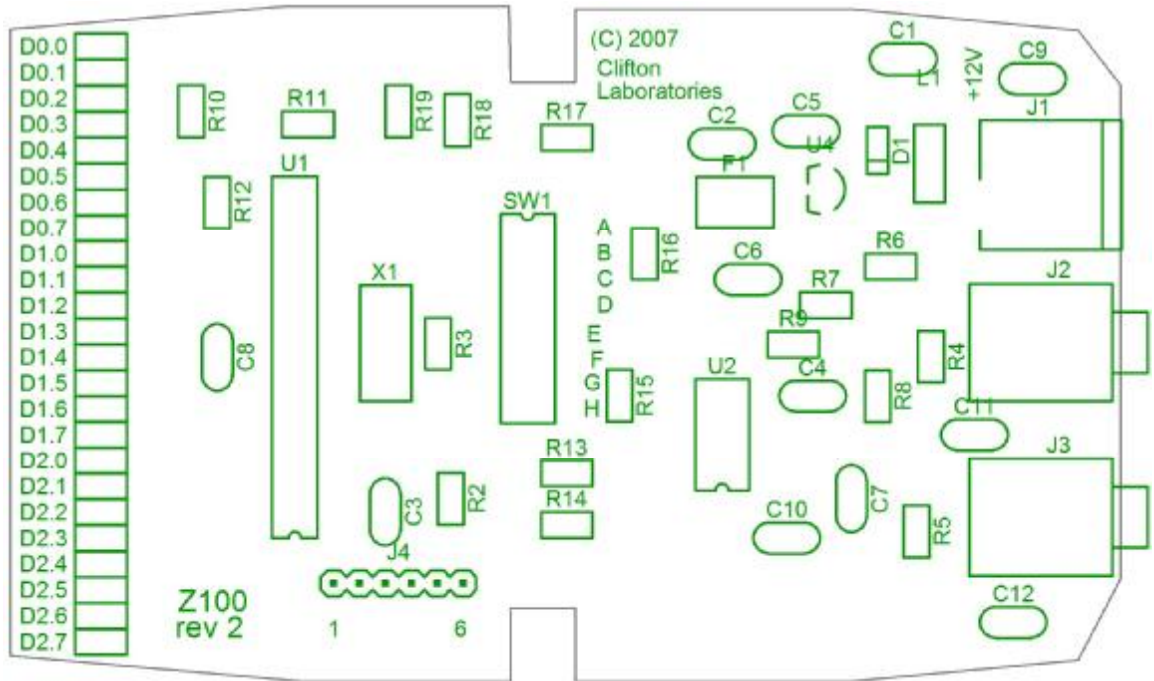 D0.0
D0.1
D0.2
D0.3
D0.4
D0.5
D0.6
D0.7
D1.0
D1.1
D1.2
D1.3
D1.4
D1.5
D1.6
D1.7
D2.0
D2.1
D2.2
D2.3
D2.4
D2.5
D2.6
D2.7
R10
R11
R19
R18
R12
U1
X1
R3
C8
C3
R2
J4
1
6
Z100
rev 2
(C) 2007
Clifton
Laboratories
R17
SW1
A
B
C
D
E
F
G
H
R16
R15
R13
R14
C1
L1
+12V
C9
C2
C5
U4
D1
F1
J1
C6
R6
R7
R9
J2
R4
U2
C4
R8
C11
J3
C10
C7
R5
C12